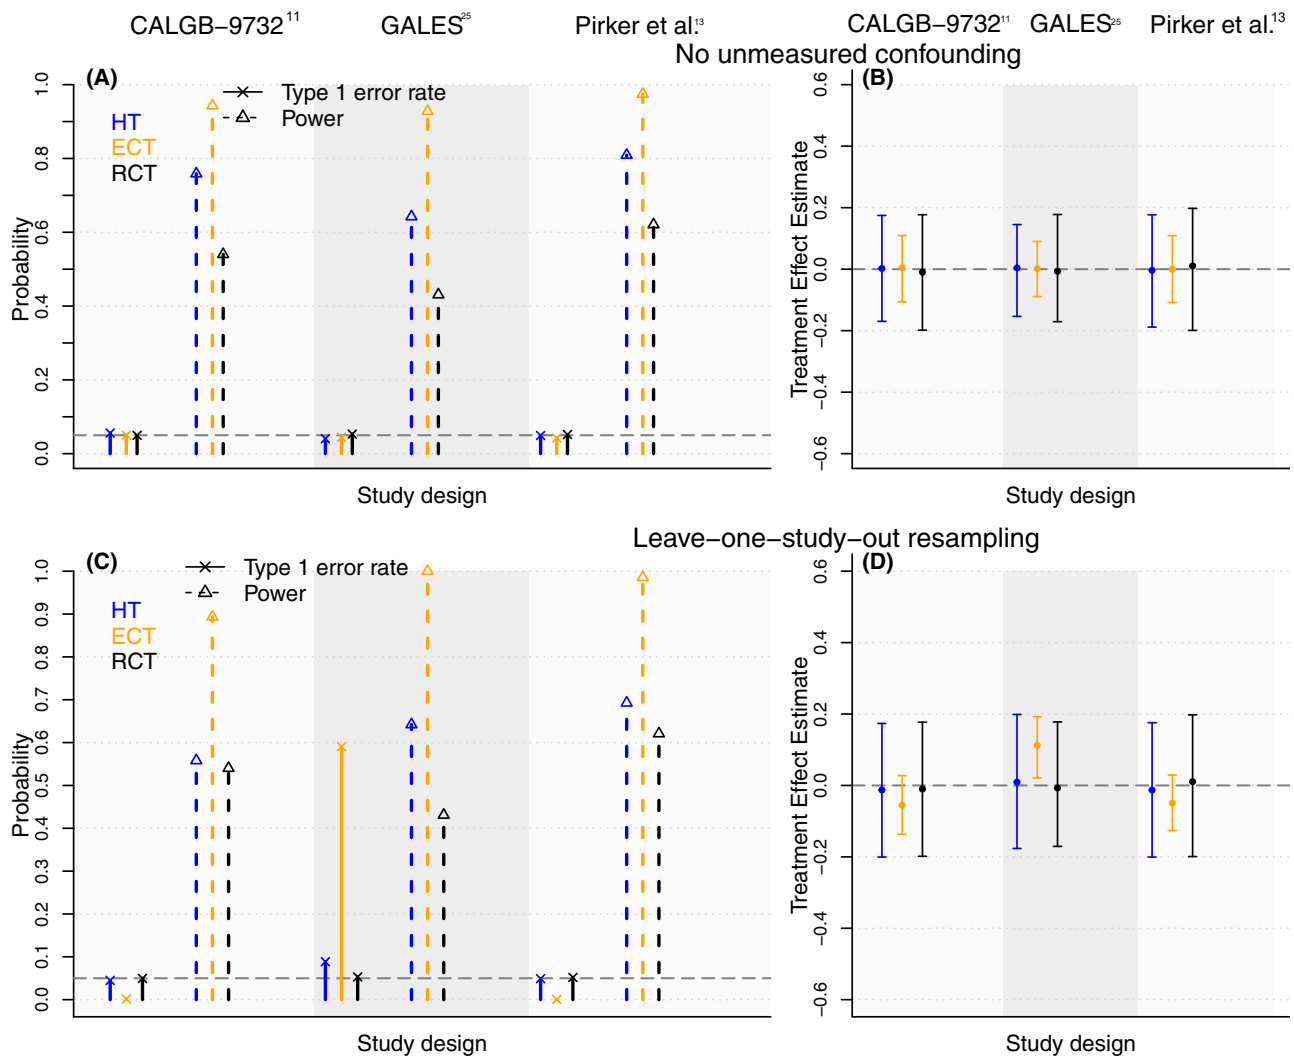 CALGB−9732¹¹ GALES²⁵ Pirker et al.¹³ CALGB−9732¹¹ GALES²⁵ Pirker et al.¹³
No unmeasured confounding
(A)
Type 1 error rate
Power
HT
ECT
RCT
Probability
0.0 0.2 0.4 0.6 0.8 1.0
Study design
(B)
Treatment Effect Estimate
−0.6 −0.4 −0.2 0.0 0.2 0.4 0.6
Study design
Leave−one−study−out resampling
(C)
Type 1 error rate
Power
HT
ECT
RCT
Probability
0.0 0.1 0.2 0.3 0.4 0.5 0.6 0.7 0.8 0.9 1.0
Study design
(D)
Treatment Effect Estimate
−0.6 −0.4 −0.2 0.0 0.2 0.4 0.6
Study design